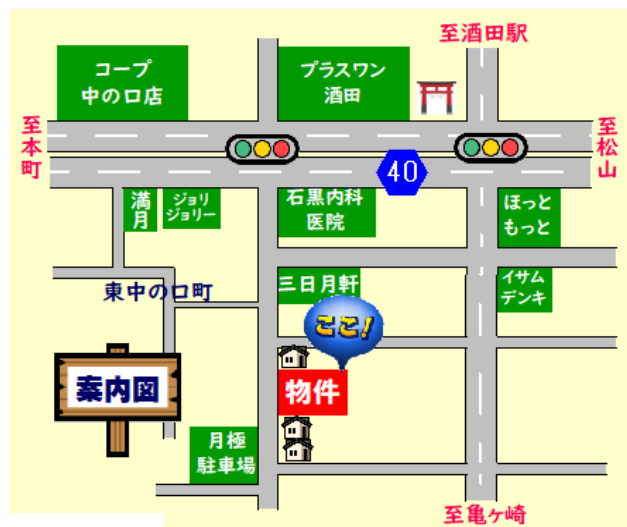 至酒田駅
コープ
中の口店
プラスワン
酒田
至本町
至松山
40
満月
ジョリ
ジョリー
石黒内科
医院
ほっと
もっと
三日月軒
イサム
デンキ
東中の口町
ココ!
案内図
物件
月極
駐車場
至亀ヶ崎